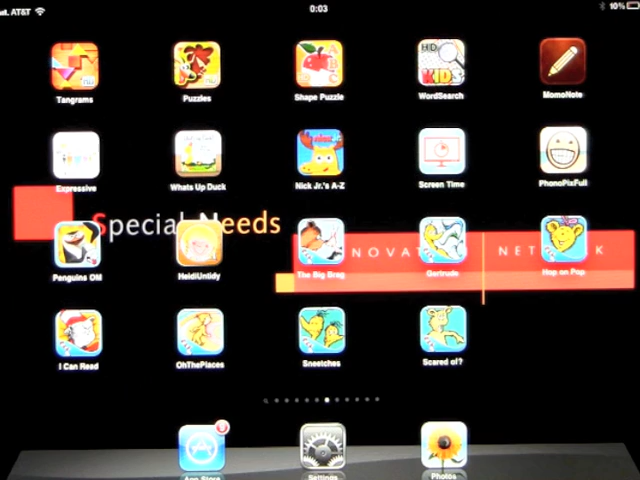 AT&T 0:03 10%
Tangrams Puzzles Shape Puzzle WordSearch MomoNote
HD KIDS
Expressive Whats Up Duck Nick Jr.'s A-Z Screen Time PhonoPixFull
Special Needs
NOVAT NET K
Penguins OM HeidiUntidy The Big Brag Gertrude Hop on Pop
I Can Read OhThePlaces Sneetches Scared of?
App Store Settings Photos